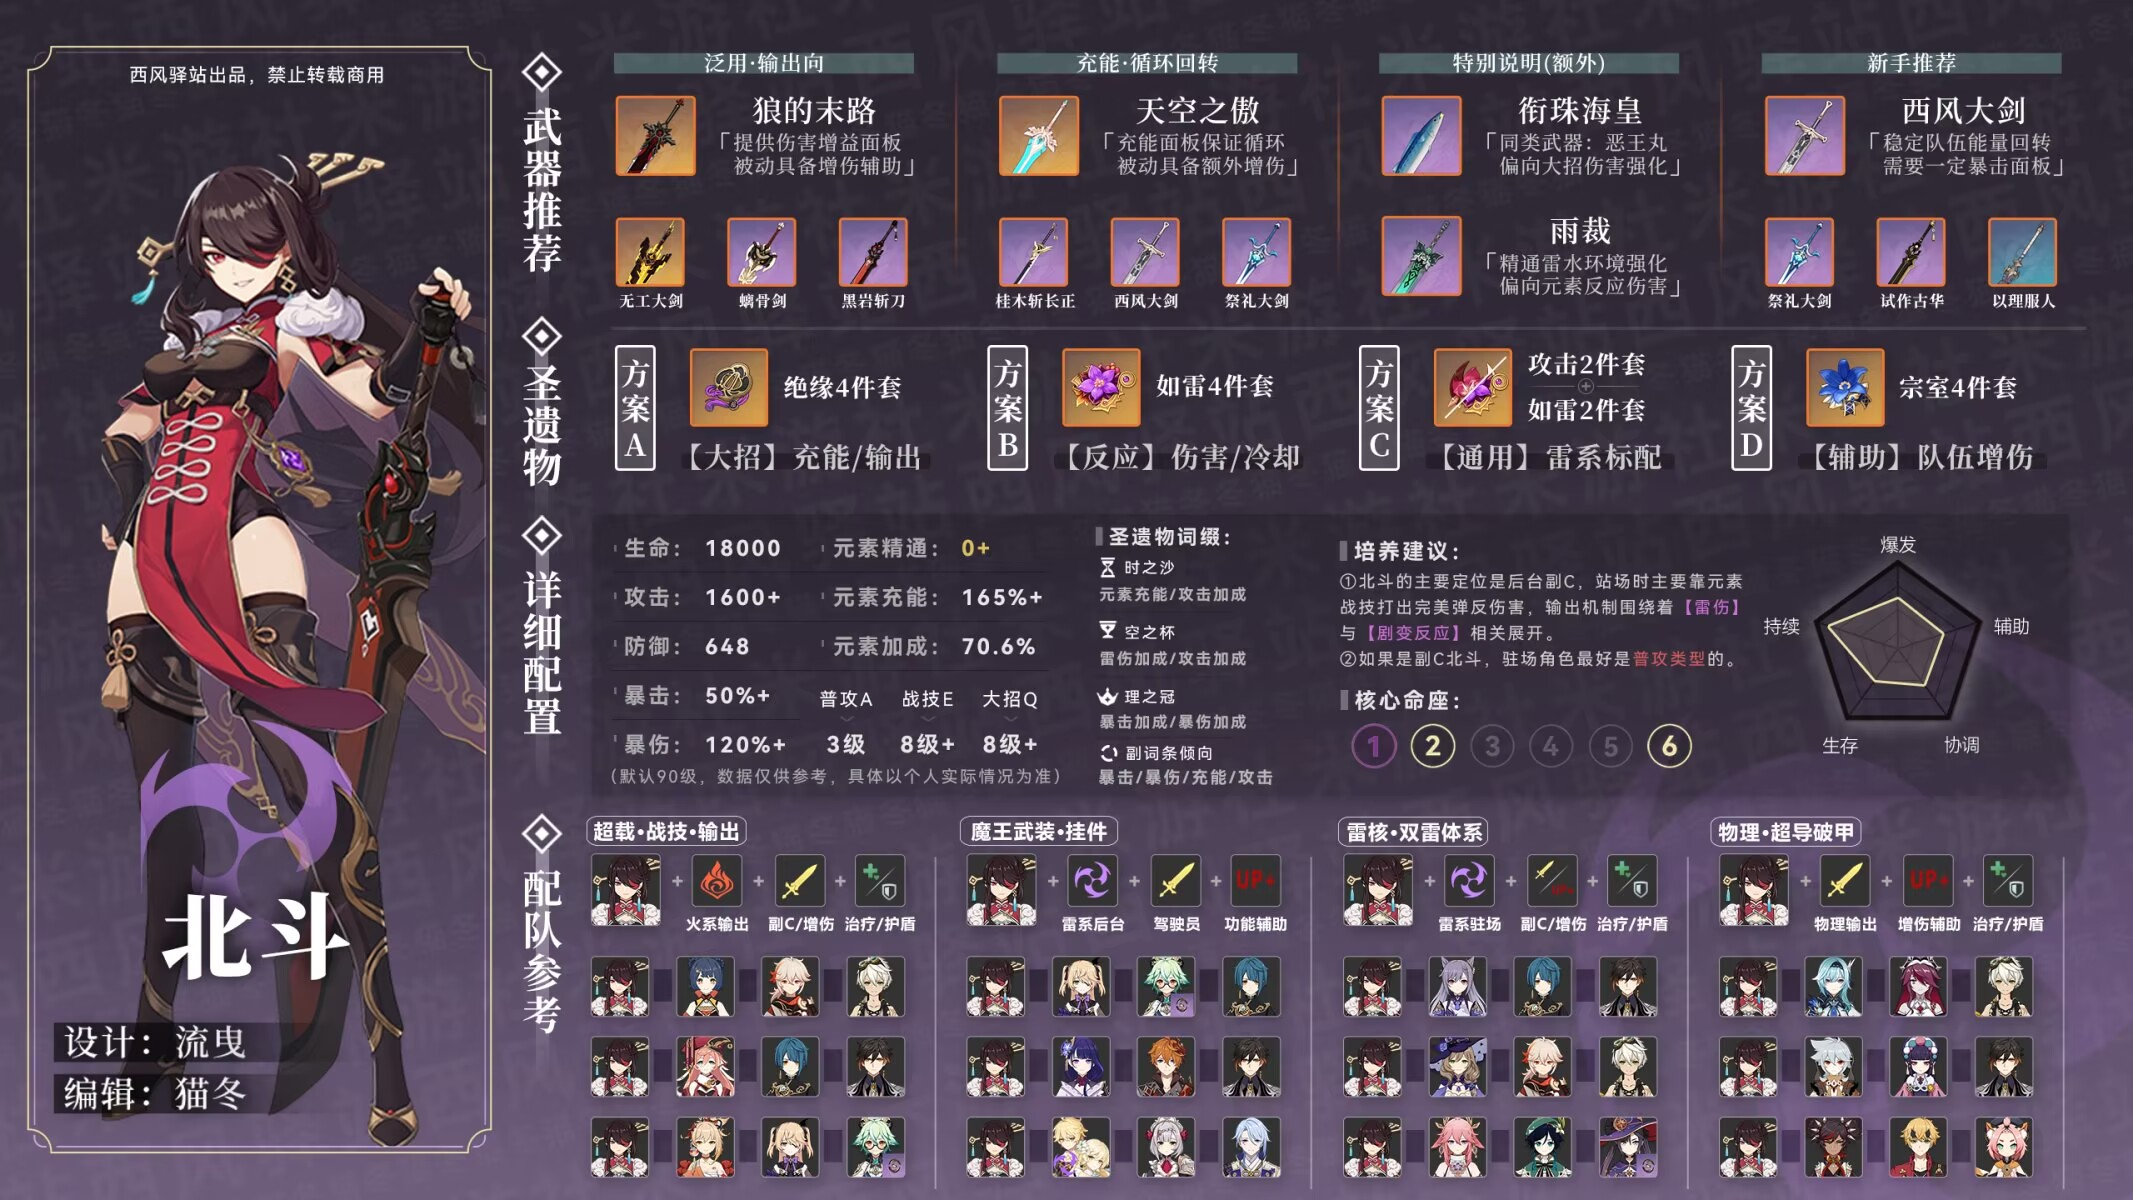 西风驿站出品，禁止转载商用
北斗
设计：流曳
编辑：猫冬
武器推荐
泛用·输出向
狼的末路
「提供伤害增益面板
被动具备增伤辅助」
无工大剑
螭骨剑
黑岩斩刀
充能·循环回转
天空之傲
「充能面板保证循环
被动具备额外增伤」
桂木斩长正
西风大剑
祭礼大剑
特别说明(额外)
衔珠海皇
「同类武器：恶王丸
偏向大招伤害强化」
雨裁
「精通雷水环境强化
偏向元素反应伤害」
新手推荐
西风大剑
「稳定队伍能量回转
需要一定暴击面板」
祭礼大剑
试作古华
以理服人
圣遗物
方案A
绝缘4件套
【大招】充能/输出
方案B
如雷4件套
【反应】伤害/冷却
方案C
攻击2件套
如雷2件套
【通用】雷系标配
方案D
宗室4件套
【辅助】队伍增伤
详细配置
生命：18000
元素精通：0+
攻击：1600+
元素充能：165%+
防御：648
元素加成：70.6%
暴击：50%+
普攻A 战技E 大招Q
暴伤：120%+
3级 8级+ 8级+
(默认90级，数据仅供参考，具体以个人实际情况为准)
圣遗物词缀：
时之沙
元素充能/攻击加成
空之杯
雷伤加成/攻击加成
理之冠
暴击加成/暴伤加成
副词条倾向
暴击/暴伤/充能/攻击
培养建议：
①北斗的主要定位是后台副C，站场时主要靠元素
战技打出完美弹反伤害，输出机制围绕着【雷伤】
与【剧变反应】相关展开。
②如果是副C北斗，驻场角色最好是普攻类型的。
核心命座：
1 2 3 4 5 6
爆发
辅助
协调
生存
持续
配队参考
超载·战技·输出
+ + +
火系输出 副C/增伤 治疗/护盾
魔王武装·挂件
+ + + UP+
雷系后台 驾驶员 功能辅助
雷核·双雷体系
+ + UP+ +
雷系驻场 副C/增伤 治疗/护盾
物理·超导破甲
+ + UP+ +
物理输出 增伤辅助 治疗/护盾